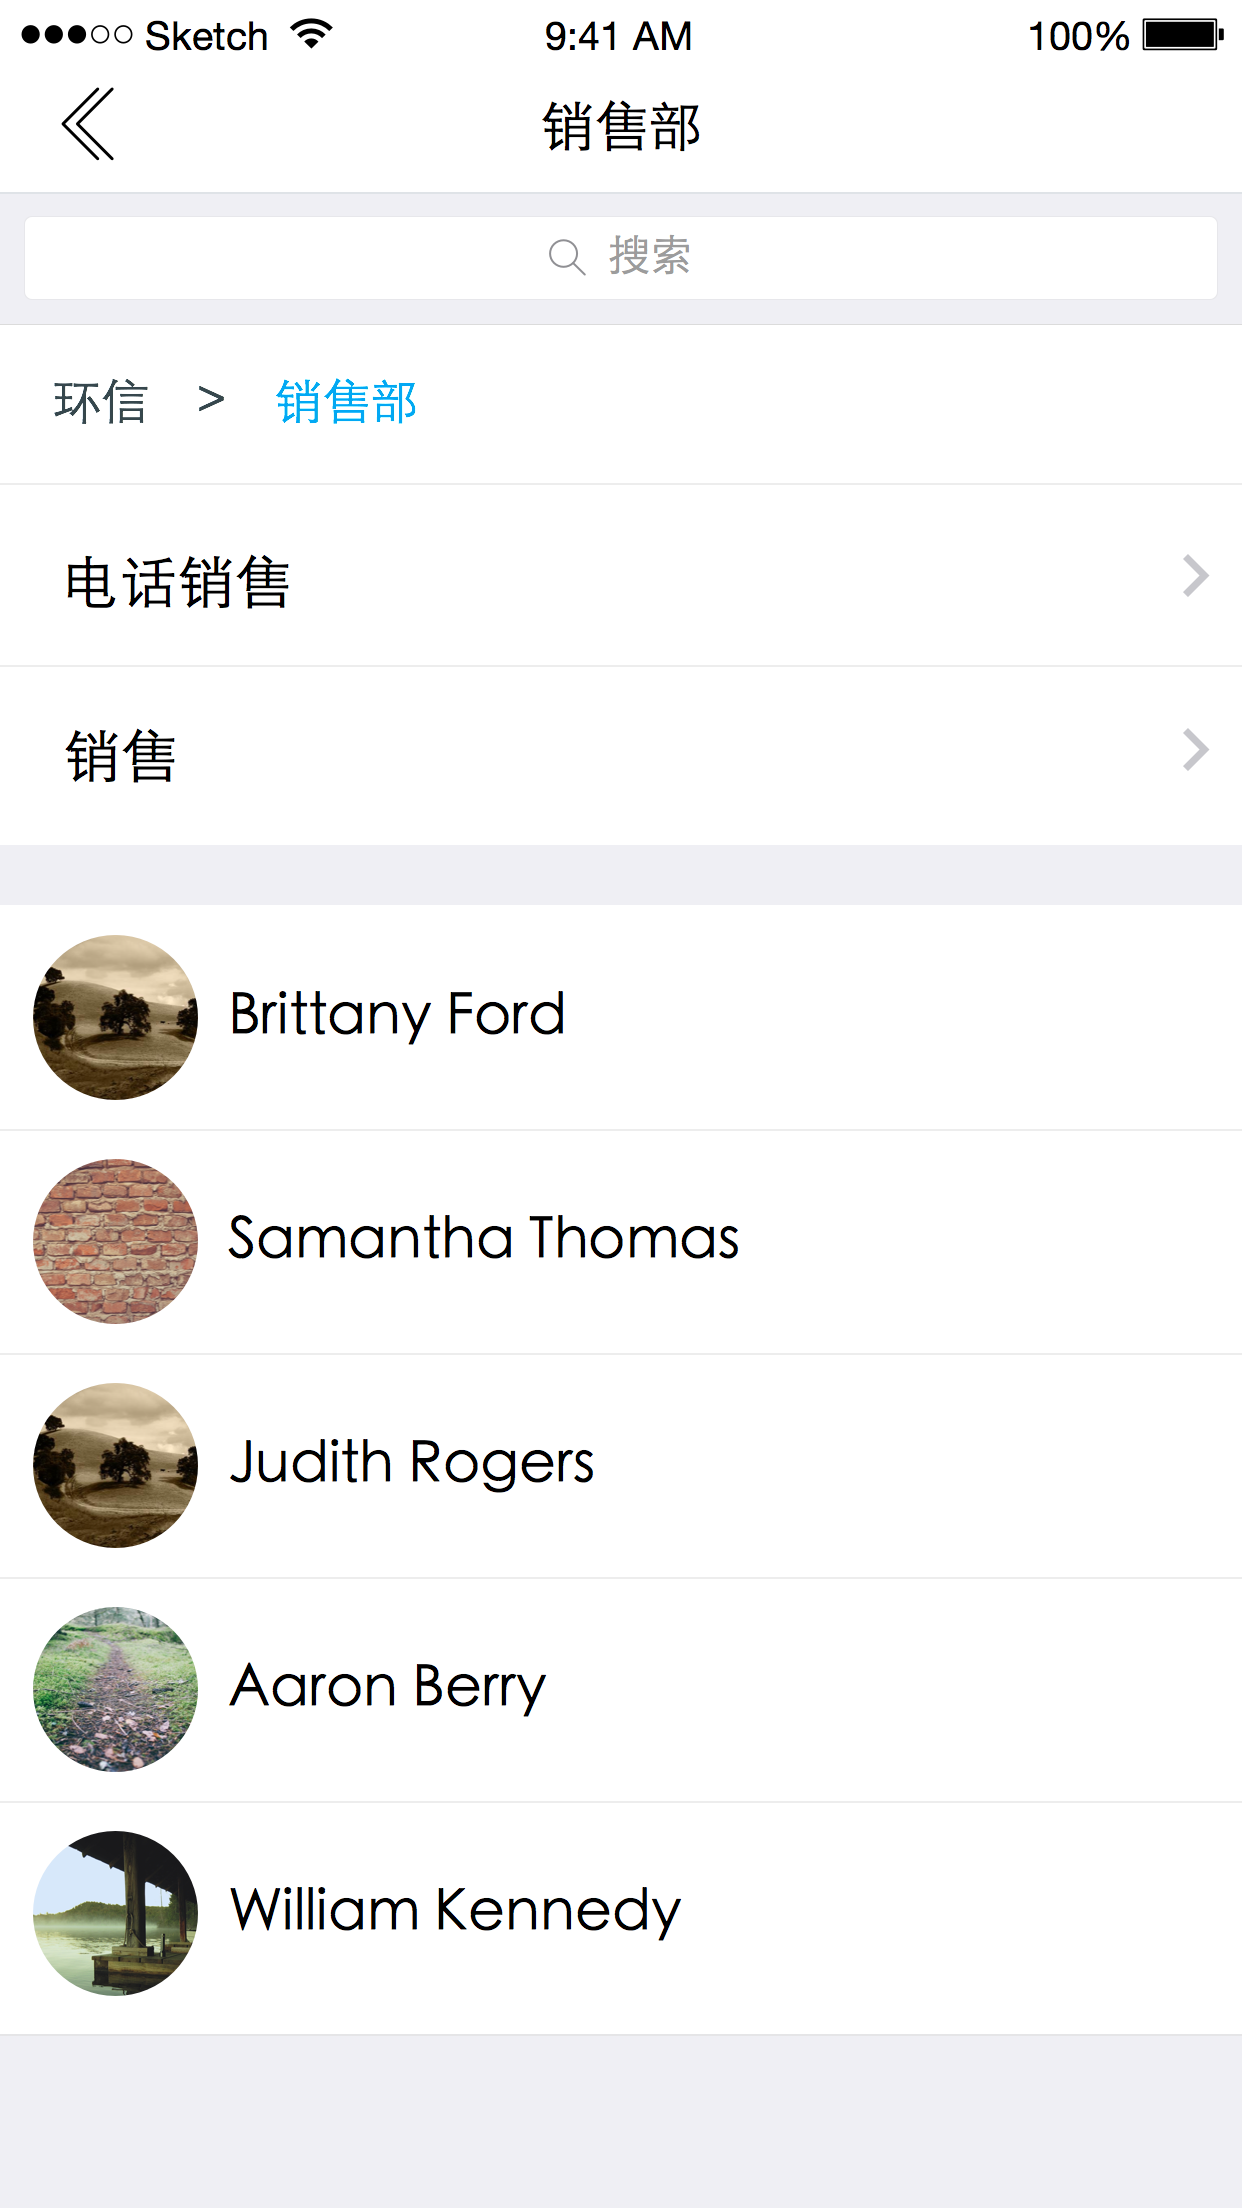 Sketch 9:41 AM 100%
销售部
搜索
环信 > 销售部
电话销售
销售
Brittany Ford
Samantha Thomas
Judith Rogers
Aaron Berry
William Kennedy